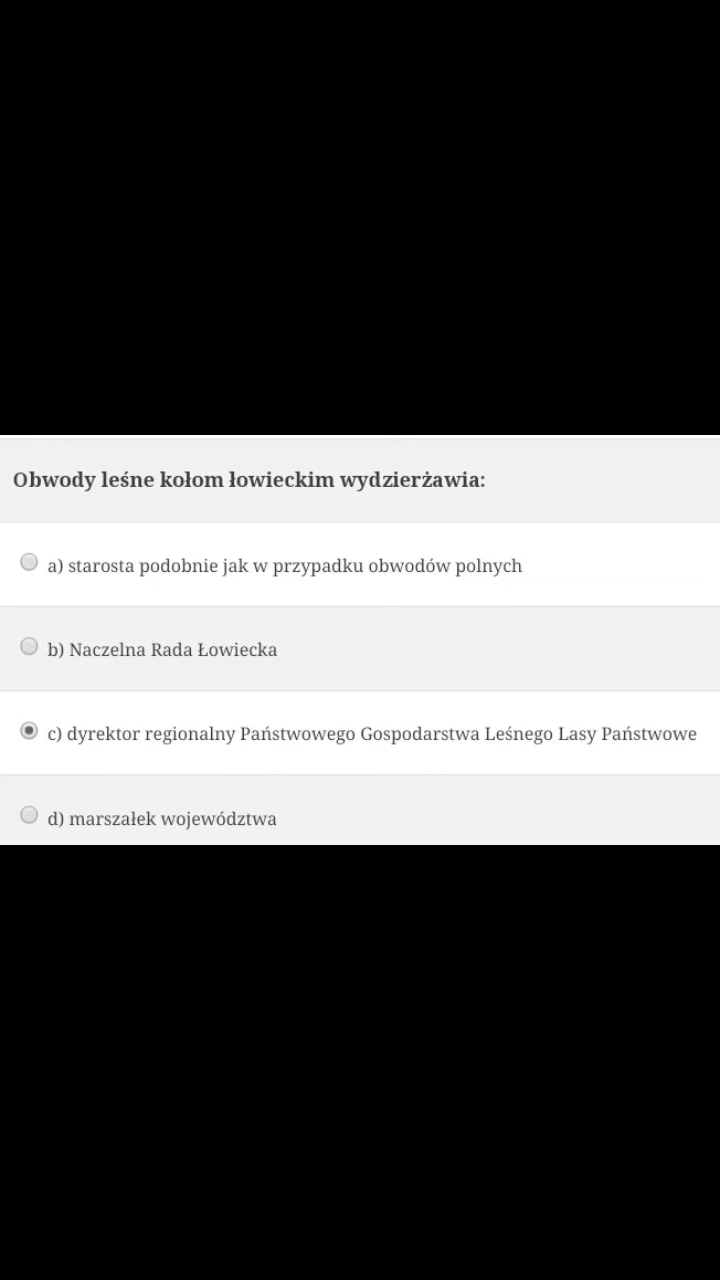 Obwody leśne kołom łowieckim wydzierżawia:
a) starosta podobnie jak w przypadku obwodów polnych
b) Naczelna Rada Łowiecka
c) dyrektor regionalny Państwowego Gospodarstwa Leśnego Lasy Państwowe
d) marszałek województwa